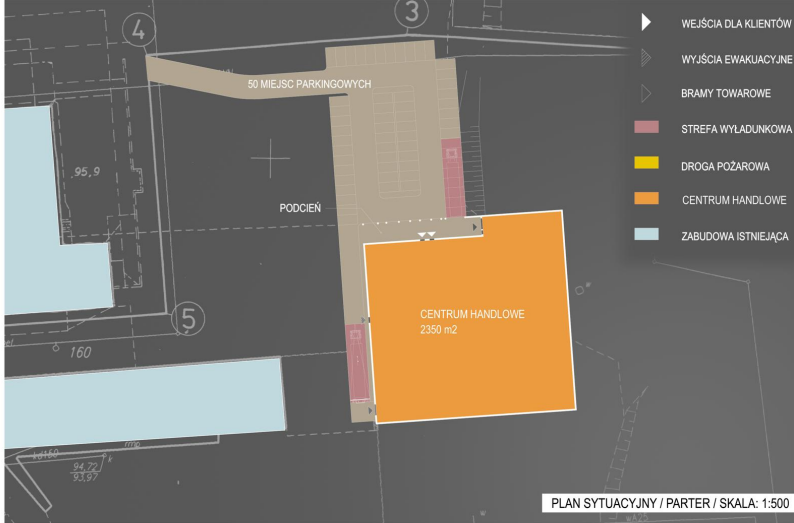 4
3
WEJŚCIA DLA KLIENTÓW
WYJŚCIA EWAKUACYJNE
50 MIEJSC PARKINGOWYCH
BRAMY TOWAROWE
STREFA WYŁADUNKOWA
DROGA POŻAROWA
95,9
CENTRUM HANDLOWE
PODCIEŃ
ZABUDOWA ISTNIEJĄCA
5
CENTRUM HANDLOWE
2350 m2
160
kd150
94,72
93,97
k
PLAN SYTUACYJNY / PARTER / SKALA: 1:500